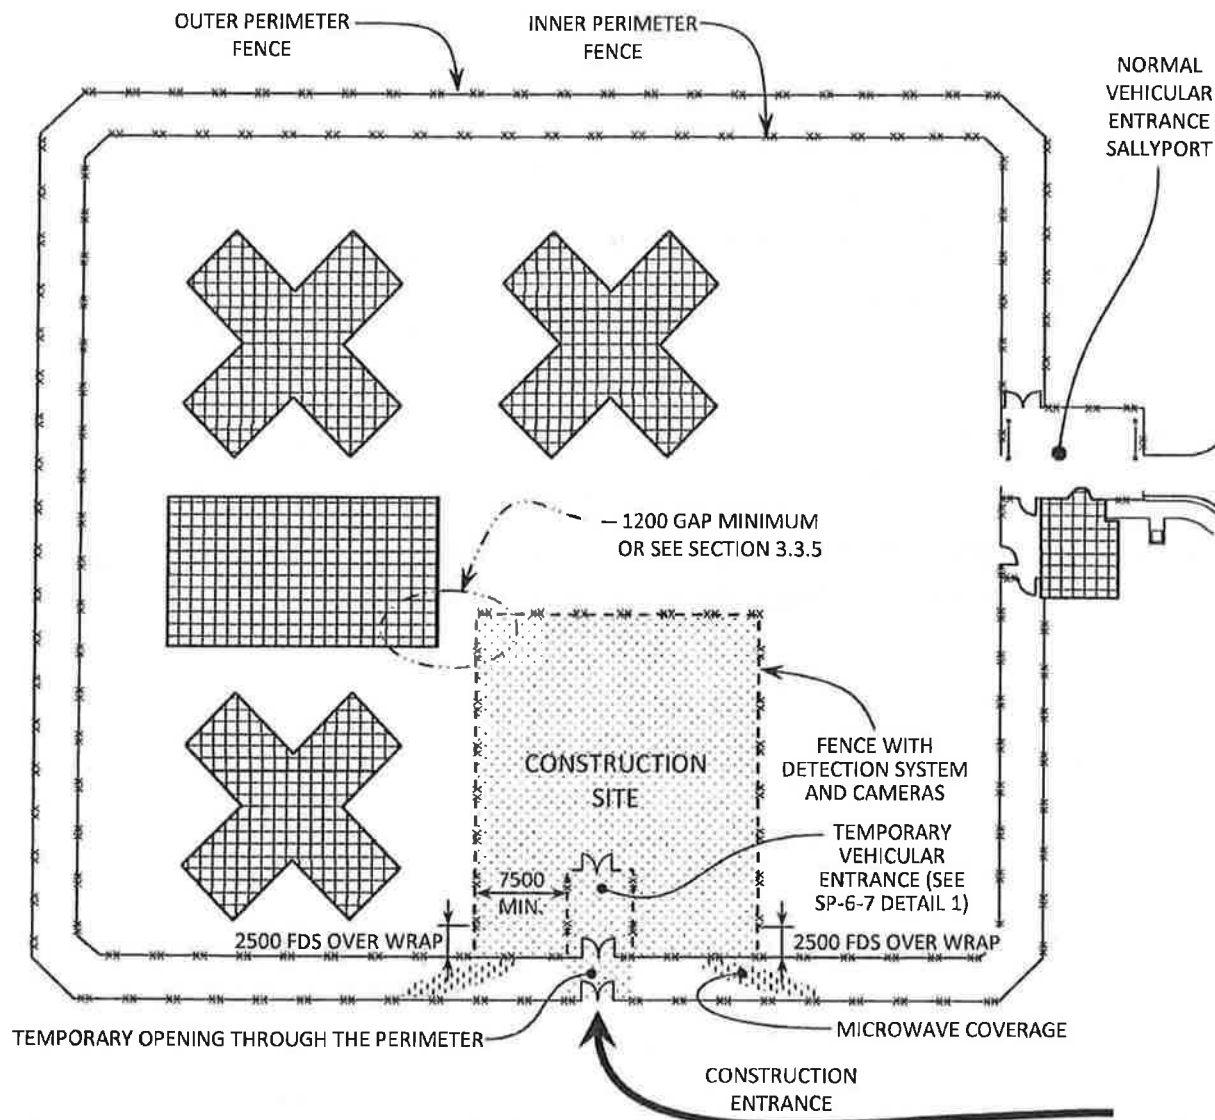 OUTER PERIMETER
FENCE
INNER PERIMETER
FENCE
NORMAL
VEHICULAR
ENTRANCE
SALLYPORT
1200 GAP MINIMUM
OR SEE SECTION 3.3.5
CONSTRUCTION
SITE
FENCE WITH
DETECTION SYSTEM
AND CAMERAS
TEMPORARY
VEHICULAR
ENTRANCE (SEE
SP-6-7 DETAIL 1)
7500
MIN.
2500 FDS OVER WRAP
2500 FDS OVER WRAP
TEMPORARY OPENING THROUGH THE PERIMETER
MICROWAVE COVERAGE
CONSTRUCTION
ENTRANCE